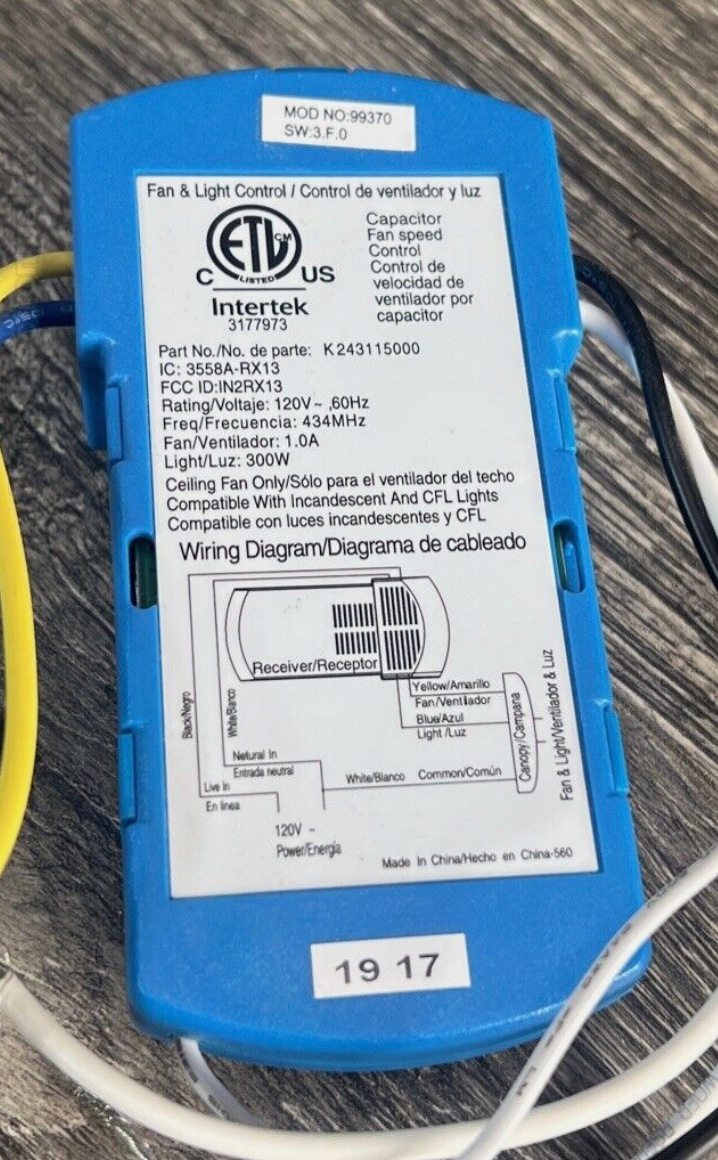 MOD NO:99370
SW:3.F.0
Fan & Light Control / Control de ventilador y luz
ETL CM
LISTED
C US
Intertek
3177973
Capacitor
Fan speed
Control
Control de
velocidad de
ventilador por
capacitor
Part No./No. de parte: K243115000
IC: 3558A-RX13
FCC ID:IN2RX13
Rating/Voltaje: 120V~ ,60Hz
Freq/Frecuencia: 434MHz
Fan/Ventilador: 1.0A
Light/Luz: 300W
Ceiling Fan Only/Sólo para el ventilador del techo
Compatible With Incandescent And CFL Lights
Compatible con luces incandescentes y CFL
Wiring Diagram/Diagrama de cableado
Receiver/Receptor
Black/Negro
White/Blanco
Yellow/Amarillo
Fan/Ventilador
Blue/Azul
Light/Luz
Canopy/Campana
Fan & Light/Ventilador & Luz
Netural In
Entrada neutral
White/Blanco Common/Común
Live In
En linea
120V ~
Power/Energía
Made In China/Hecho en China-560
19 17